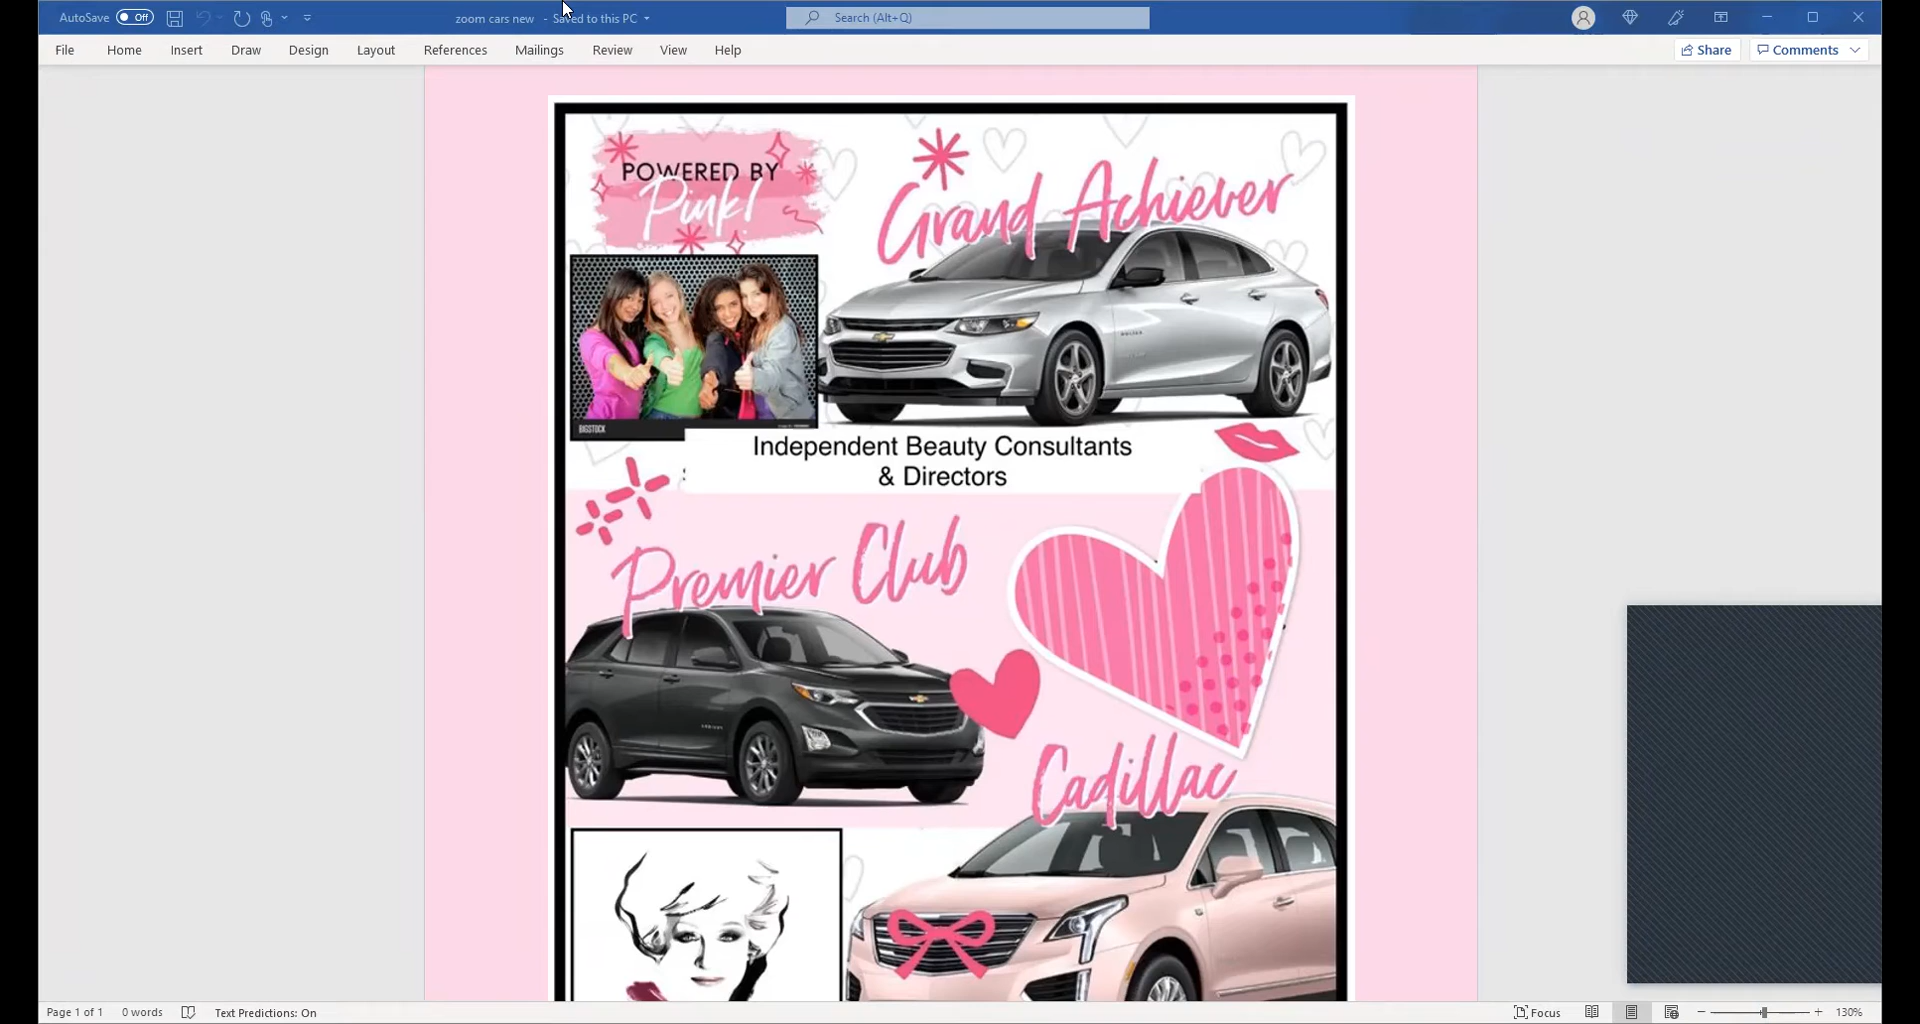 AutoSave Off
zoom cars new - Saved to this PC
Search (Alt+Q)
File Home Insert Draw Design Layout References Mailings Review View Help
Share Comments
POWERED BY
Pink!
Grand Achiever
BIGSTOCK
Independent Beauty Consultants
& Directors
Premier Club
Cadillac
Page 1 of 1 0 words Text Predictions: On
Focus 130%